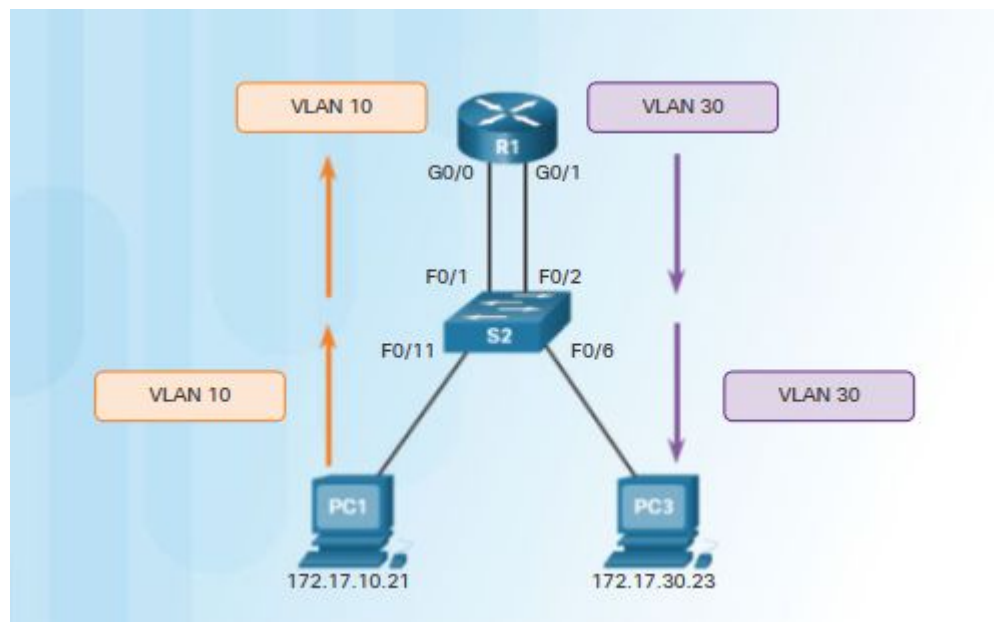 VLAN 10
VLAN 30
R1
G0/0
G0/1
F0/1
F0/2
S2
F0/11
F0/6
VLAN 10
VLAN 30
PC1
PC3
172.17.10.21
172.17.30.23